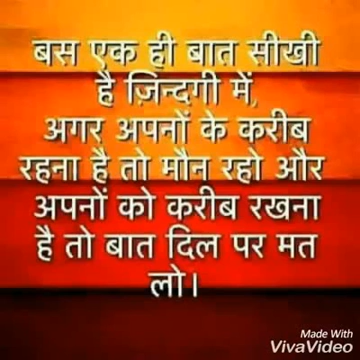 बस एक ही बात सीखी
है ज़िन्दगी में,
अगर अपनों के करीब
रहना है तो मौन रहो और
अपनों को करीब रखना
है तो बात दिल पर मत
लो।
Made With
VivaVideo